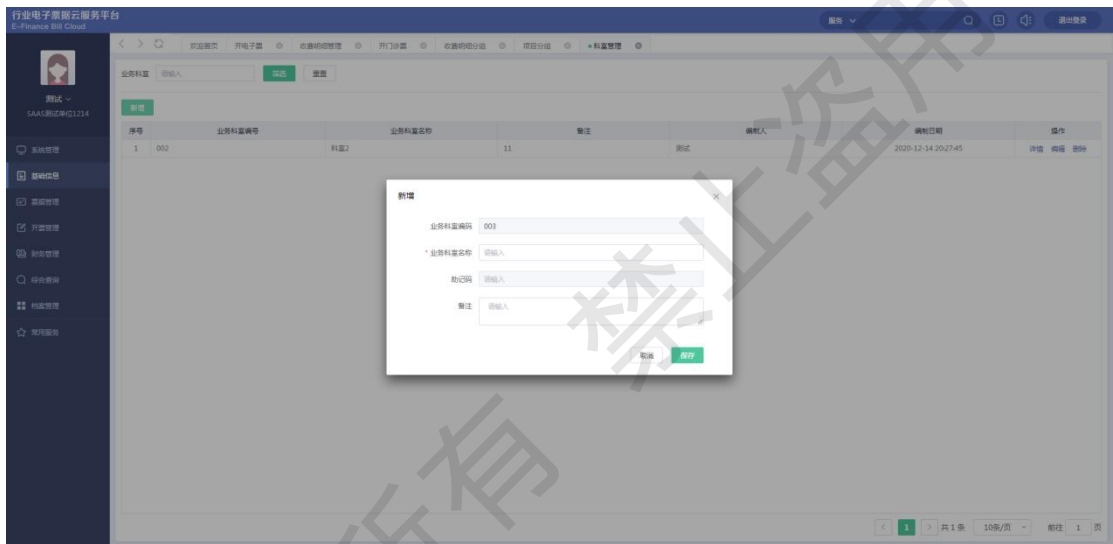 行业电子票据云服务平台
E-Finance Bill Cloud
服务
退出登录
欢迎首页 开电子票 收费明细管理 开门诊票 收费明细分组 项目分组 科室管理
测试
SAAS测试单位1214
业务科室 请输入 筛选 重置
新增
序号 业务科室编号 业务科室名称 备注 编制人 编制日期 操作
1 002 科室2 11 测试 2020-12-14 20:27:45 详情 编辑 删除
系统管理
基础信息
票据管理
开票管理
财务管理
综合查询
档案管理
常用服务
新增
业务科室编码 003
* 业务科室名称 请输入
助记码 请输入
备注 请输入
取消 保存
1 共 1 条 10条/页 前往 1 页
所有 禁止盗用